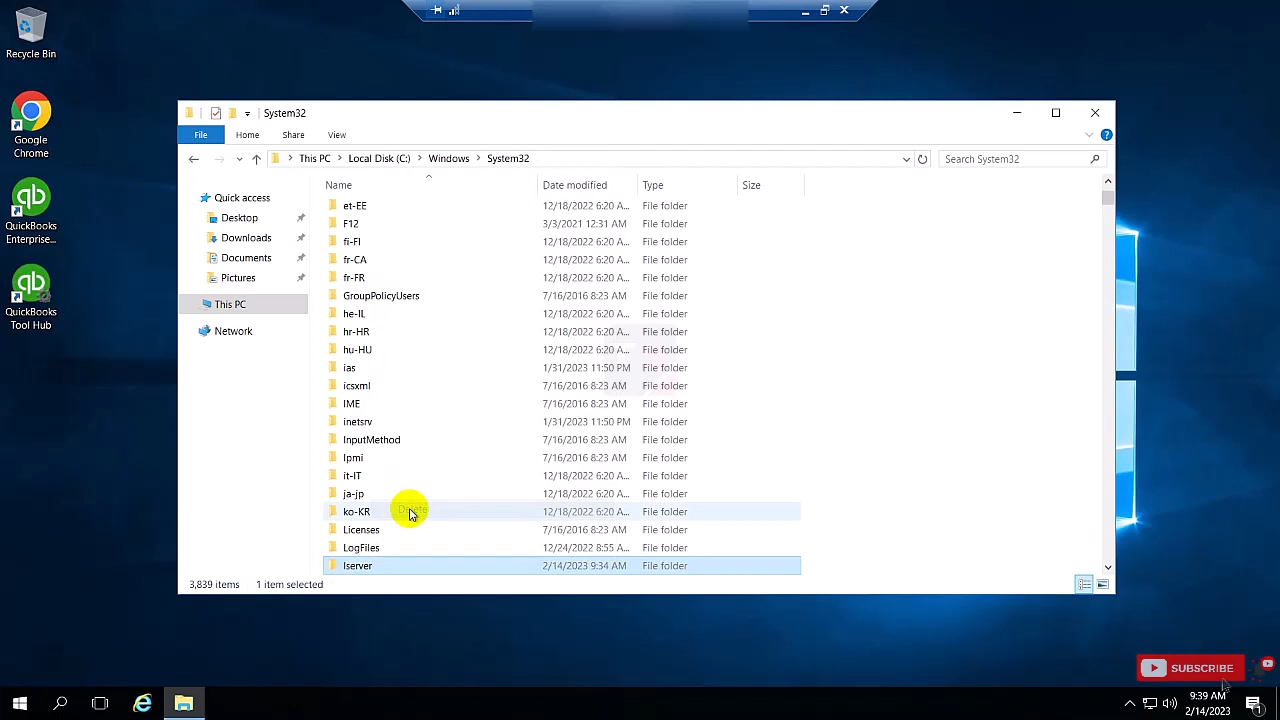 Recycle Bin
Google
Chrome
QuickBooks
Enterprise...
QuickBooks
Tool Hub
System32
File
Home
Share
View
This PC
Local Disk (C:)
Windows
System32
Search System32
Quick access
Desktop
Downloads
Documents
Pictures
This PC
Network
Name
Date modified
Type
Size
et-EE 12/18/2022 6:20 A... File folder
F12 3/3/2021 12:31 AM File folder
fi-FI 12/18/2022 6:20 A... File folder
fr-CA 12/18/2022 6:20 A... File folder
fr-FR 12/18/2022 6:20 A... File folder
GroupPolicyUsers 7/16/2016 8:23 AM File folder
he-IL 12/18/2022 6:20 A... File folder
hr-HR 12/18/2022 6:20 A... File folder
hu-HU 12/18/2022 6:20 A... File folder
ias 1/31/2023 11:50 PM File folder
icsxml 7/16/2016 8:23 AM File folder
IME 7/16/2016 8:23 AM File folder
inetsrv 1/31/2023 11:50 PM File folder
InputMethod 7/16/2016 8:23 AM File folder
Ipmi 7/16/2016 8:23 AM File folder
it-IT 12/18/2022 6:20 A... File folder
ja-jp 12/18/2022 6:20 A... File folder
ko-KR 12/18/2022 6:20 A... File folder
Delete
Licenses 7/16/2016 8:23 AM File folder
LogFiles 12/24/2022 8:55 A... File folder
lserver 2/14/2023 9:34 AM File folder
3,839 items
1 item selected
SUBSCRIBE
9:39 AM
2/14/2023